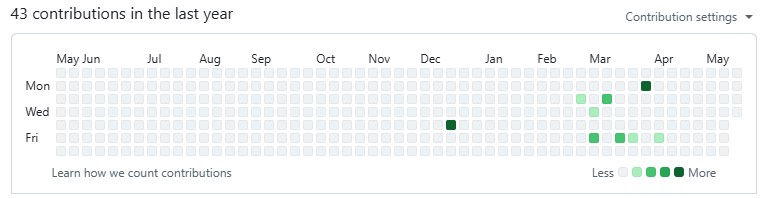 43 contributions in the last year
Contribution settings
May Jun Jul Aug Sep Oct Nov Dec Jan Feb Mar Apr May
Mon
Wed
Fri
Learn how we count contributions
Less More